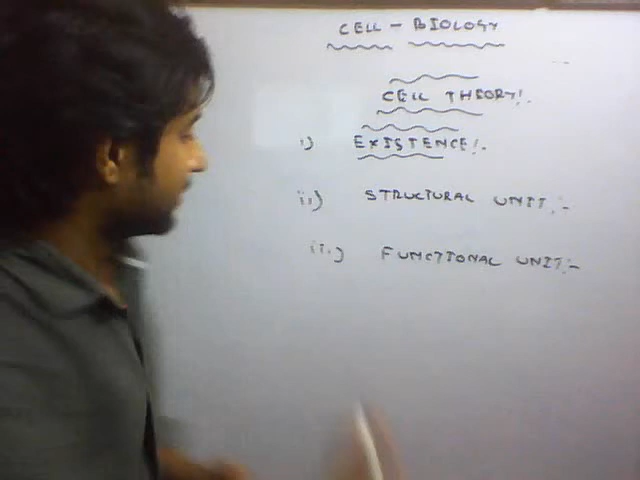 CELL - BIOLOGY
CELL THEORY:.
i) EXISTENCE:.
ii) STRUCTURAL UNIT:-
iii) FUNCTIONAL UNIT:-